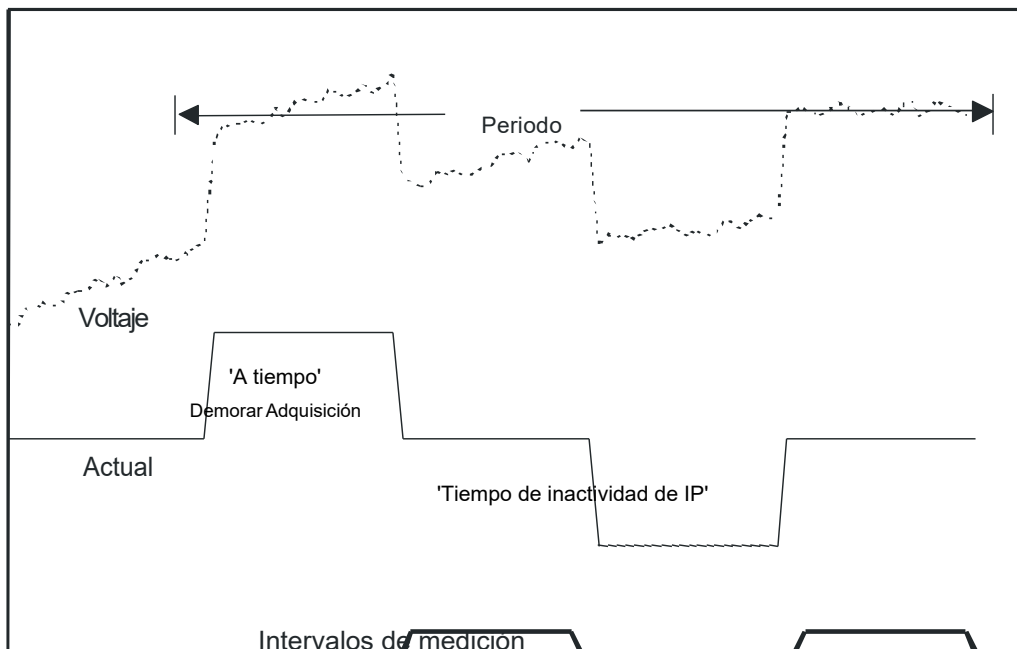 Periodo
Voltaje
'A tiempo'
Demorar Adquisición
Actual
'Tiempo de inactividad de IP'
Intervalos de medición